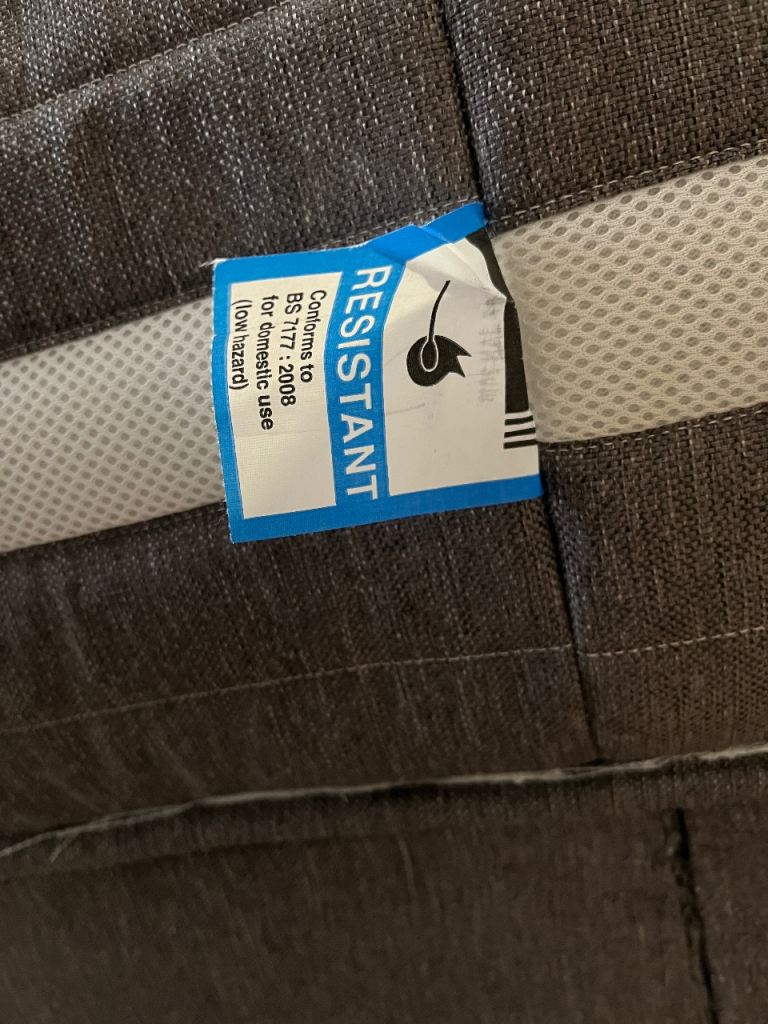 RESISTANT
Conforms to
BS 7177 : 2008
for domestic use
(low hazard)